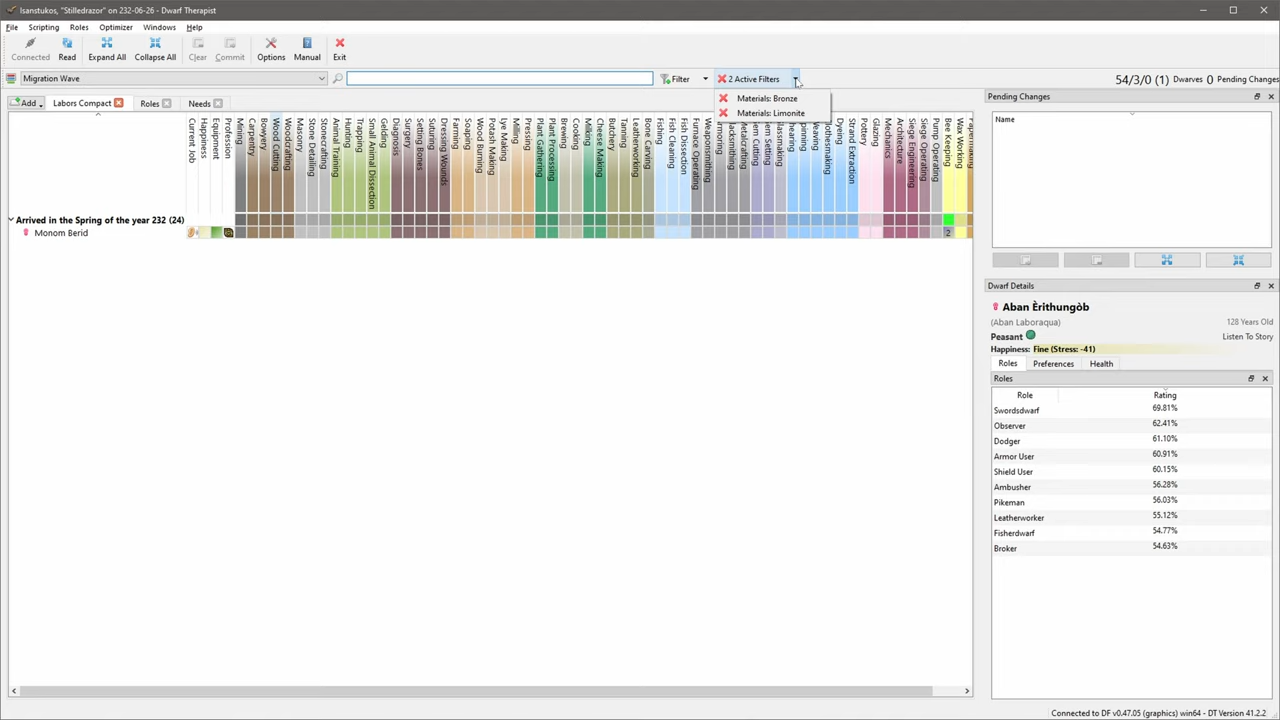 Isanstukos, "Stilledrazor" on 232-06-26 - Dwarf Therapist
File Scripting Roles Optimizer Windows Help
Connected Read Expand All Collapse All Clear Commit Options Manual Exit
Migration Wave Filter 2 Active Filters 54/3/0 (1) Dwarves 0 Pending Changes
Materials: Bronze
Materials: Limonite
Add... Labors Compact Roles Needs
Current Job
Happiness
Equipment
Profession
Mining
Carpentry
Bowyery
Wood Cutting
Woodcrafting
Stone Detailing
Animal Training
Hunting
Trapping
Small Animal Dissection
Gelding
Diagnosis
Surgery
Setting Bones
Suturing
Dressing Wounds
Farming
Soaping
Wood Burning
Potash Making
Lye Making
Milling
Pressing
Plant Gathering
Plant Processing
Brewing
Cooking
Milking
Cheese Making
Butchery
Tanning
Leatherworking
Bone Carving
Fishing
Fish Cleaning
Fish Dissection
Furnace Operating
Weaponsmithing
Gem Cutting
Dyeing
Strand Extraction
Pottery
Glazing
Mechanics
Architecture
Siege Engineering
Siege Operating
Pump Operating
Bee Keeping
Wax Working
Arrived in the Spring of the year 232 (24)
Monom Berid 2
Pending Changes
Name
Dwarf Details
Aban Èrithungòb
(Aban Laboraqua) 128 Years Old
Peasant Listen To Story
Happiness: Fine (Stress: -41)
Roles Preferences Health
Roles
Role Rating
Swordsdwarf 69.81%
Observer 62.41%
Dodger 61.10%
Armor User 60.91%
Shield User 60.15%
Ambusher 56.28%
Pikeman 56.03%
Leatherworker 55.12%
Fisherdwarf 54.77%
Broker 54.63%
Connected to DF v0.47.05 (graphics) win64 - DT Version 41.2.2